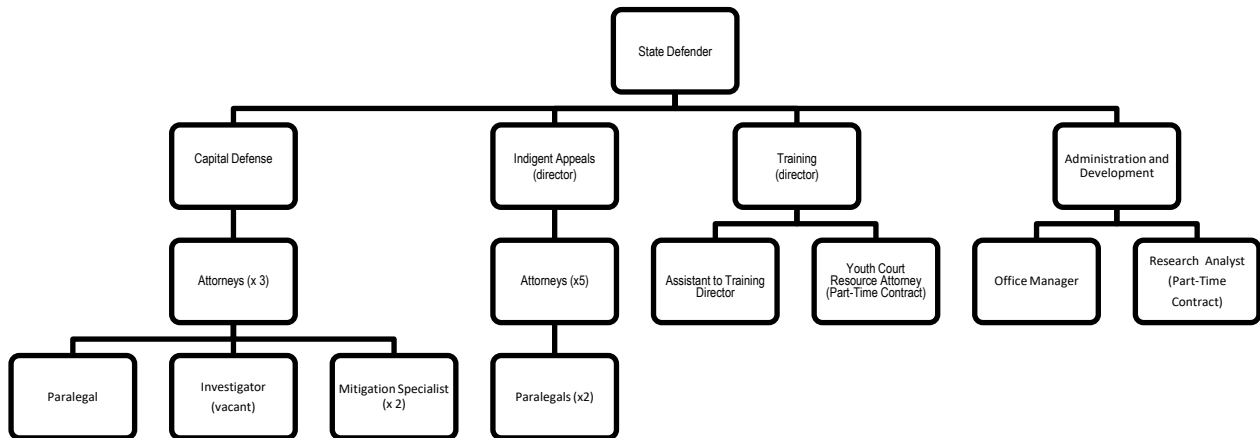 State Defender
Capital Defense
Indigent Appeals
(director)
Training
(director)
Administration and
Development
Attorneys (x 3)
Attorneys (x5)
Assistant to Training
Director
Youth Court
Resource Attorney
(Part-Time Contract)
Office Manager
Research Analyst
(Part-Time
Contract)
Paralegal
Investigator
(vacant)
Mitigation Specialist
(x 2)
Paralegals (x2)